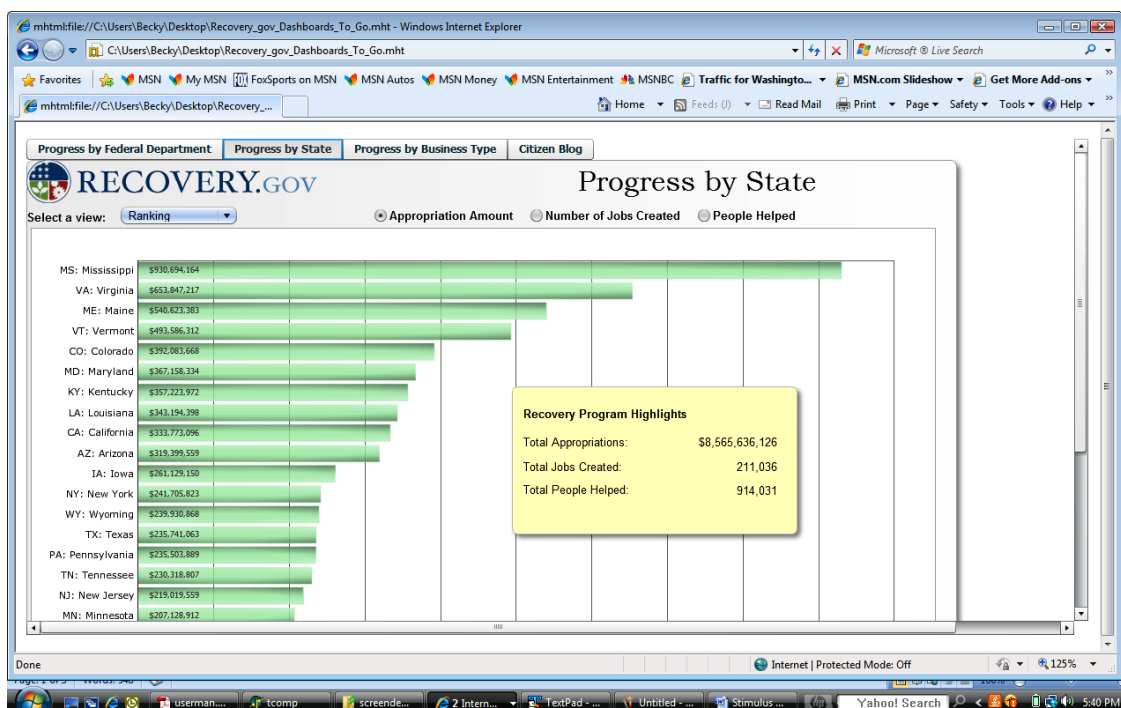 mhtml:file://C:\Users\Becky\Desktop\Recovery_gov_Dashboards_To_Go.mht - Windows Internet Explorer
C:\Users\Becky\Desktop\Recovery_gov_Dashboards_To_Go.mht Microsoft ® Live Search
Favorites MSN My MSN FoxSports on MSN MSN Autos MSN Money MSN Entertainment MSNBC Traffic for Washingto... MSN.com Slideshow Get More Add-ons
mhtml:file://C:\Users\Becky\Desktop\Recovery_... Home Feeds (J) Read Mail Print Page Safety Tools Help
Progress by Federal Department Progress by State Progress by Business Type Citizen Blog
RECOVERY.GOV Progress by State
Select a view: Ranking Appropriation Amount Number of Jobs Created People Helped
MS: Mississippi $930,694,164
VA: Virginia $653,847,217
ME: Maine $540,623,383
VT: Vermont $493,586,312
CO: Colorado $392,083,668
MD: Maryland $367,158,334
KY: Kentucky $357,223,972
LA: Louisiana $343,194,398
CA: California $333,773,096
AZ: Arizona $319,399,559
IA: Iowa $261,129,150
NY: New York $241,705,823
WY: Wyoming $239,930,868
TX: Texas $235,741,063
PA: Pennsylvania $235,503,889
TN: Tennessee $230,318,807
NJ: New Jersey $219,019,559
MN: Minnesota $207,128,912
Recovery Program Highlights
Total Appropriations: $8,565,636,126
Total Jobs Created: 211,036
Total People Helped: 914,031
Done Internet | Protected Mode: Off 125%
userman.... tcomp screende... 2 Intern... TextPad - ... Untitled - ... Stimulus ... Yahoo! Search 5:40 PM